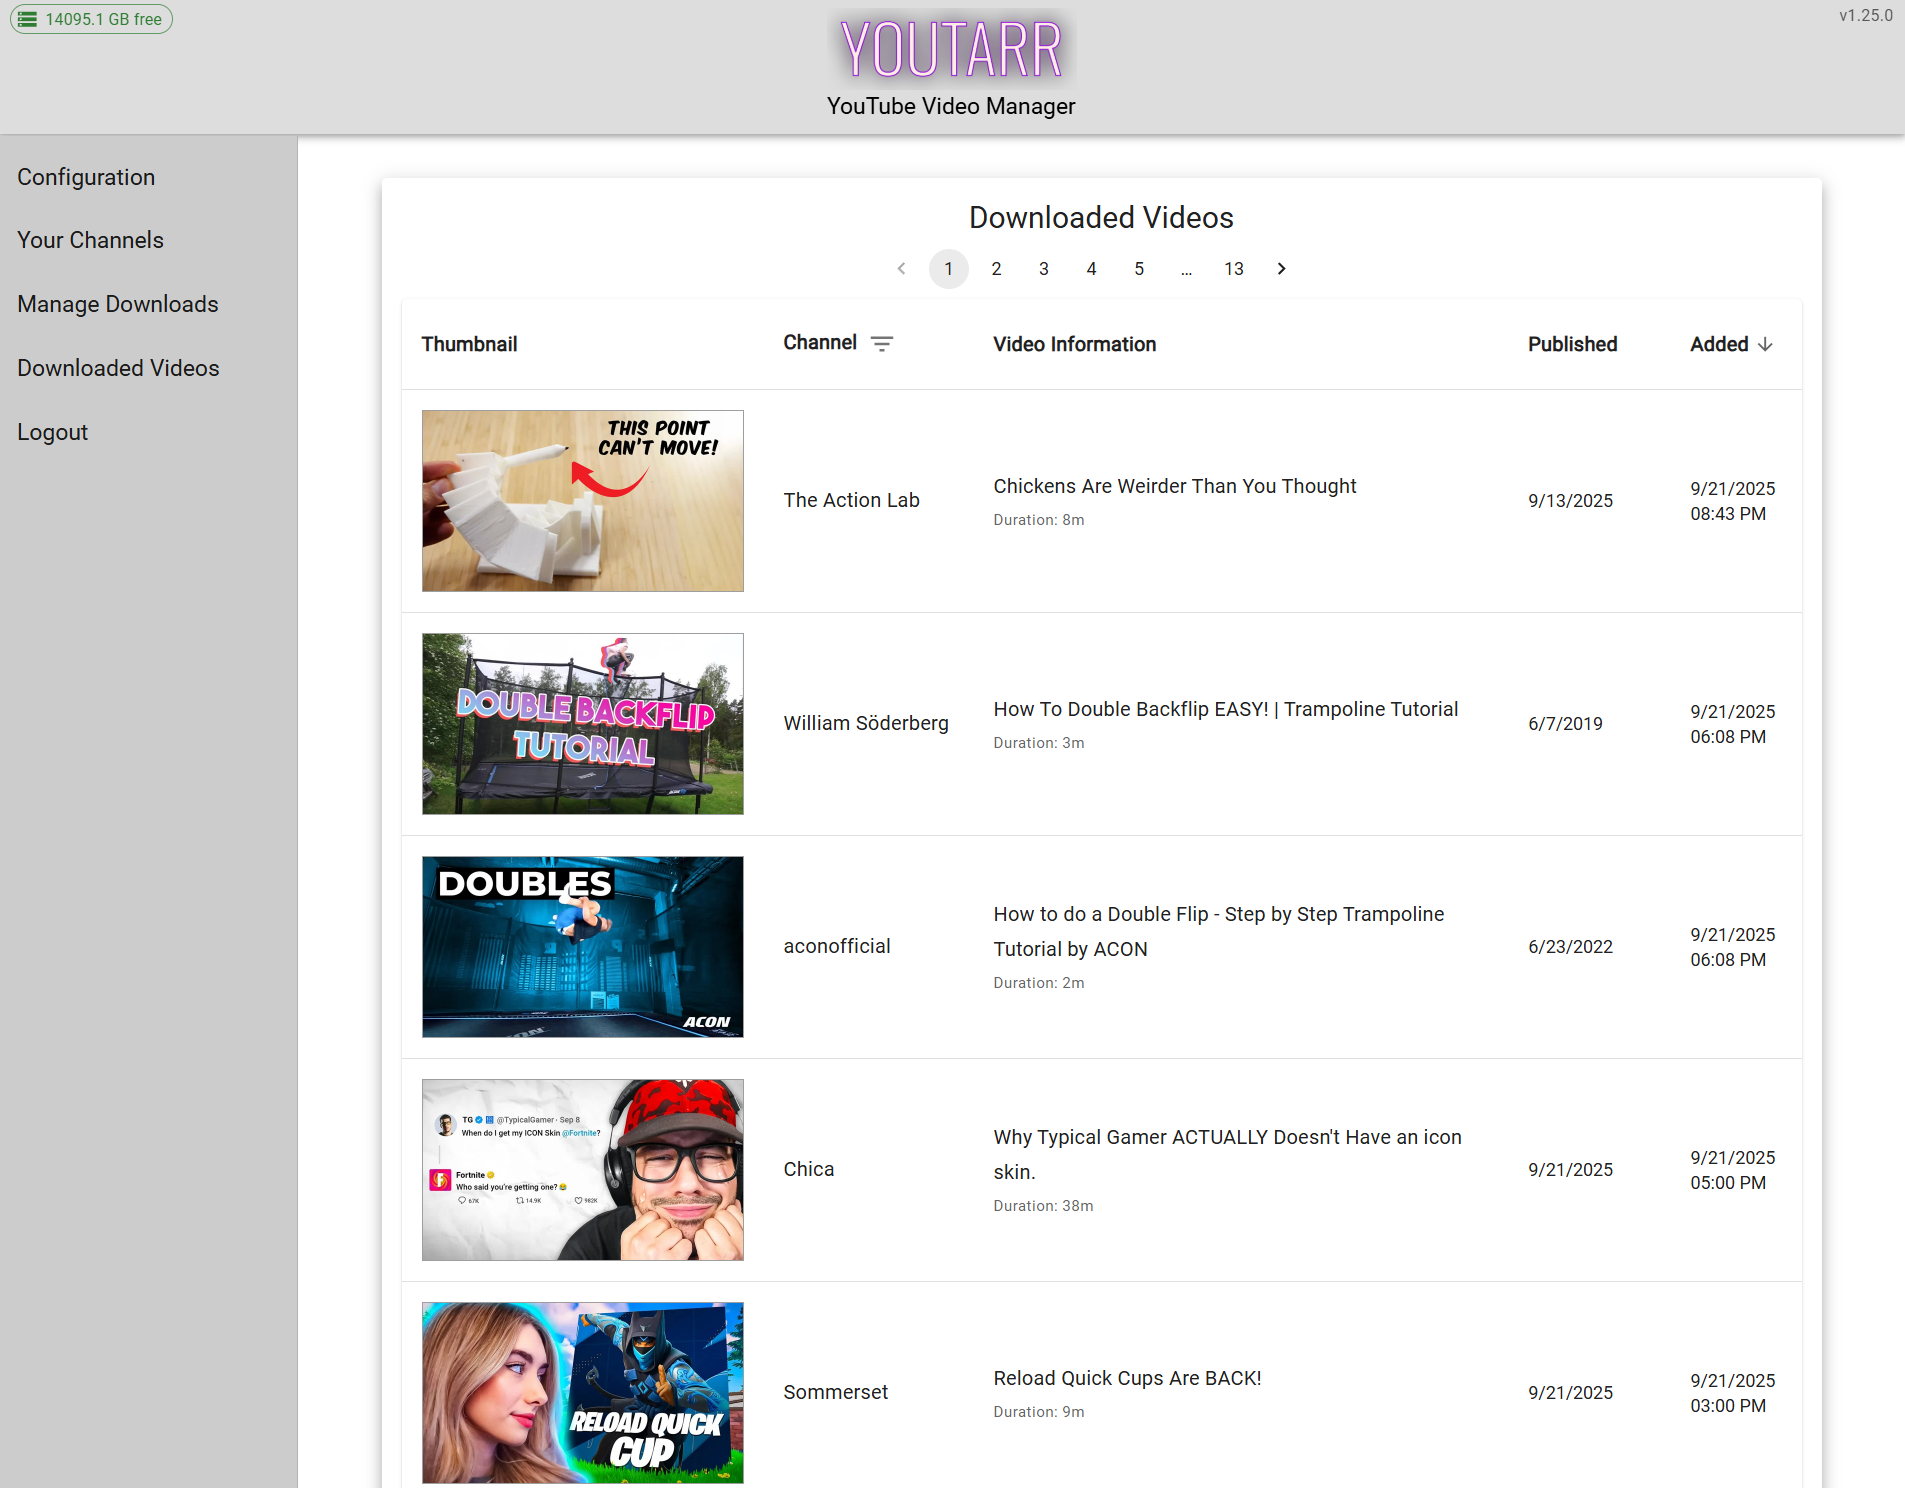 14095.1 GB free
YOUTARR
v1.25.0
YouTube Video Manager
Configuration
Your Channels
Manage Downloads
Downloaded Videos
Logout
Downloaded Videos
1 2 3 4 5 ... 13
Thumbnail Channel Video Information Published Added
THIS POINT
CAN'T MOVE!
The Action Lab
Chickens Are Weirder Than You Thought
Duration: 8m
9/13/2025
9/21/2025
08:43 PM
DOUBLE BACKFLIP
TUTORIAL
ACON
William Söderberg
How To Double Backflip EASY! | Trampoline Tutorial
Duration: 3m
6/7/2019
9/21/2025
06:08 PM
DOUBLES
ACON
aconofficial
How to do a Double Flip - Step by Step Trampoline
Tutorial by ACON
Duration: 2m
6/23/2022
9/21/2025
06:08 PM
TG @TypicalGamer · Sep 8
When do I get my ICON Skin @Fortnite?
Fortnite
Who said you're getting one? 😂
67K 14.9K 982K
Chica
Why Typical Gamer ACTUALLY Doesn't Have an icon
skin.
Duration: 38m
9/21/2025
9/21/2025
05:00 PM
RELOAD QUICK
CUP
Sommerset
Reload Quick Cups Are BACK!
Duration: 9m
9/21/2025
9/21/2025
03:00 PM